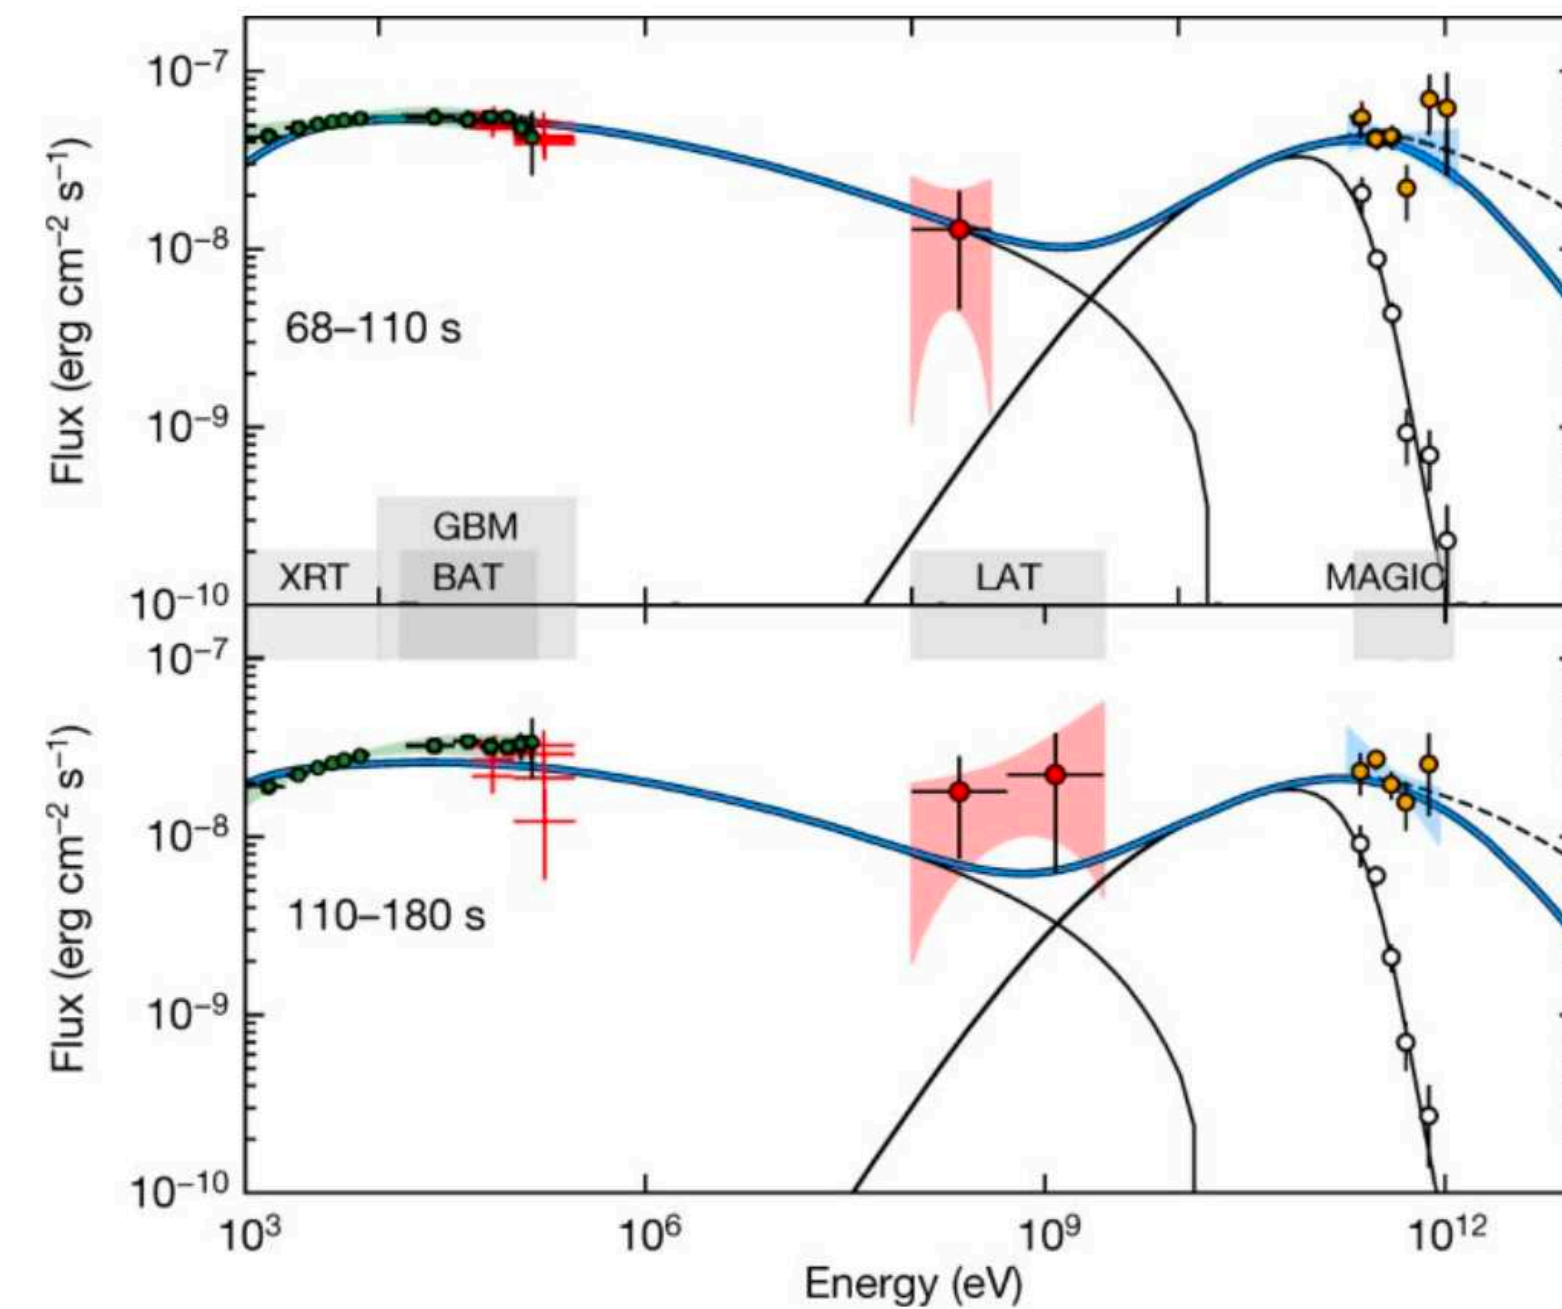 10⁻⁷
10⁻⁸
10⁻⁹
10⁻¹⁰
Flux (erg cm⁻² s⁻¹)
68–110 s
GBM
XRT
BAT
LAT
MAGIC
10⁻⁷
10⁻⁸
10⁻⁹
10⁻¹⁰
Flux (erg cm⁻² s⁻¹)
110–180 s
10³
10⁶
10⁹
10¹²
Energy (eV)